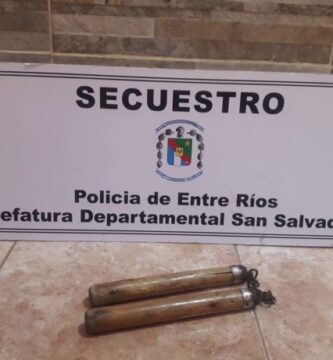 SECUESTRO
Policia de Entre Ríos
efatura Departamental San Salvad